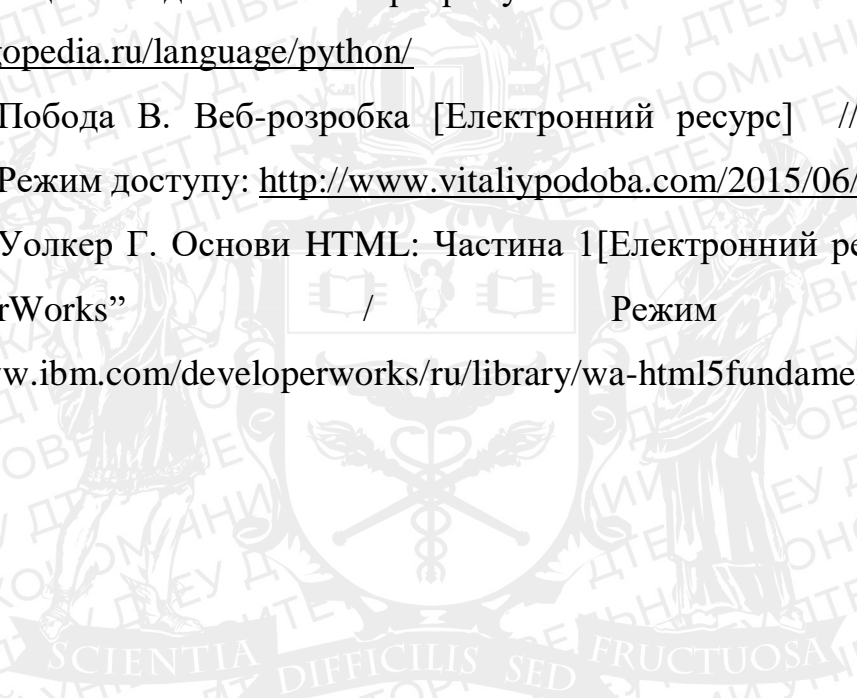 gopedia.ru/language/python/
Побода В. Веб-розробка [Електронний ресурс] //
Режим доступу: http://www.vitaliypodoba.com/2015/06/
Уолкер Г. Основи HTML: Частина 1[Електронний ре
rWorks” / Режим
w.ibm.com/developerworks/ru/library/wa-html5fundame
SCIENTIA DIFFICILIS SED FRUCTUOSA